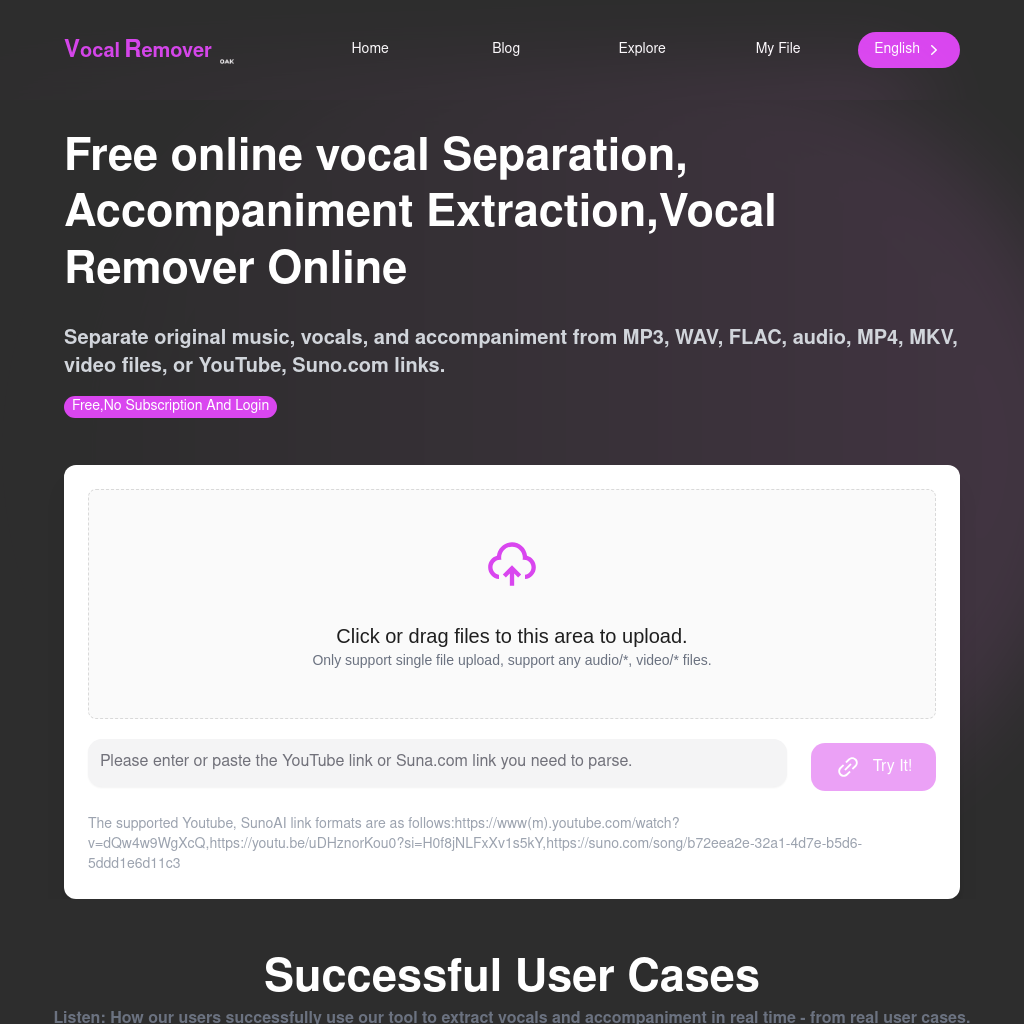 Vocal Remover OAK
Home
Blog
Explore
My File
English
Free online vocal Separation,
Accompaniment Extraction,Vocal
Remover Online
Separate original music, vocals, and accompaniment from MP3, WAV, FLAC, audio, MP4, MKV,
video files, or YouTube, Suno.com links.
Free,No Subscription And Login
Click or drag files to this area to upload.
Only support single file upload, support any audio/*, video/* files.
Please enter or paste the YouTube link or Suna.com link you need to parse.
Try It!
The supported Youtube, SunoAI link formats are as follows:https://www(m).youtube.com/watch?
v=dQw4w9WgXcQ,https://youtu.be/uDHznorKou0?si=H0f8jNLFxXv1s5kY,https://suno.com/song/b72eea2e-32a1-4d7e-b5d6-
5ddd1e6d11c3
Successful User Cases
Listen: How our users successfully use our tool to extract vocals and accompaniment in real time - from real user cases.